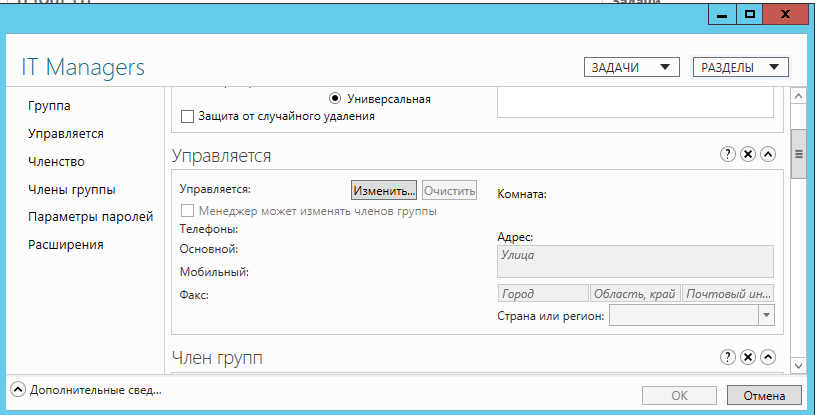 IT Managers
ЗАДАЧИ
РАЗДЕЛЫ
Группа
Управляется
Членство
Члены группы
Параметры паролей
Расширения
Универсальная
Защита от случайного удаления
Управляется
Управляется:
Изменить...
Очистить
Комната:
Менеджер может изменять членов группы
Телефоны:
Адрес:
Основной:
Улица
Мобильный:
Факс:
Город
Область, край
Почтовый ин...
Страна или регион:
Член групп
Дополнительные свед...
OK
Отмена